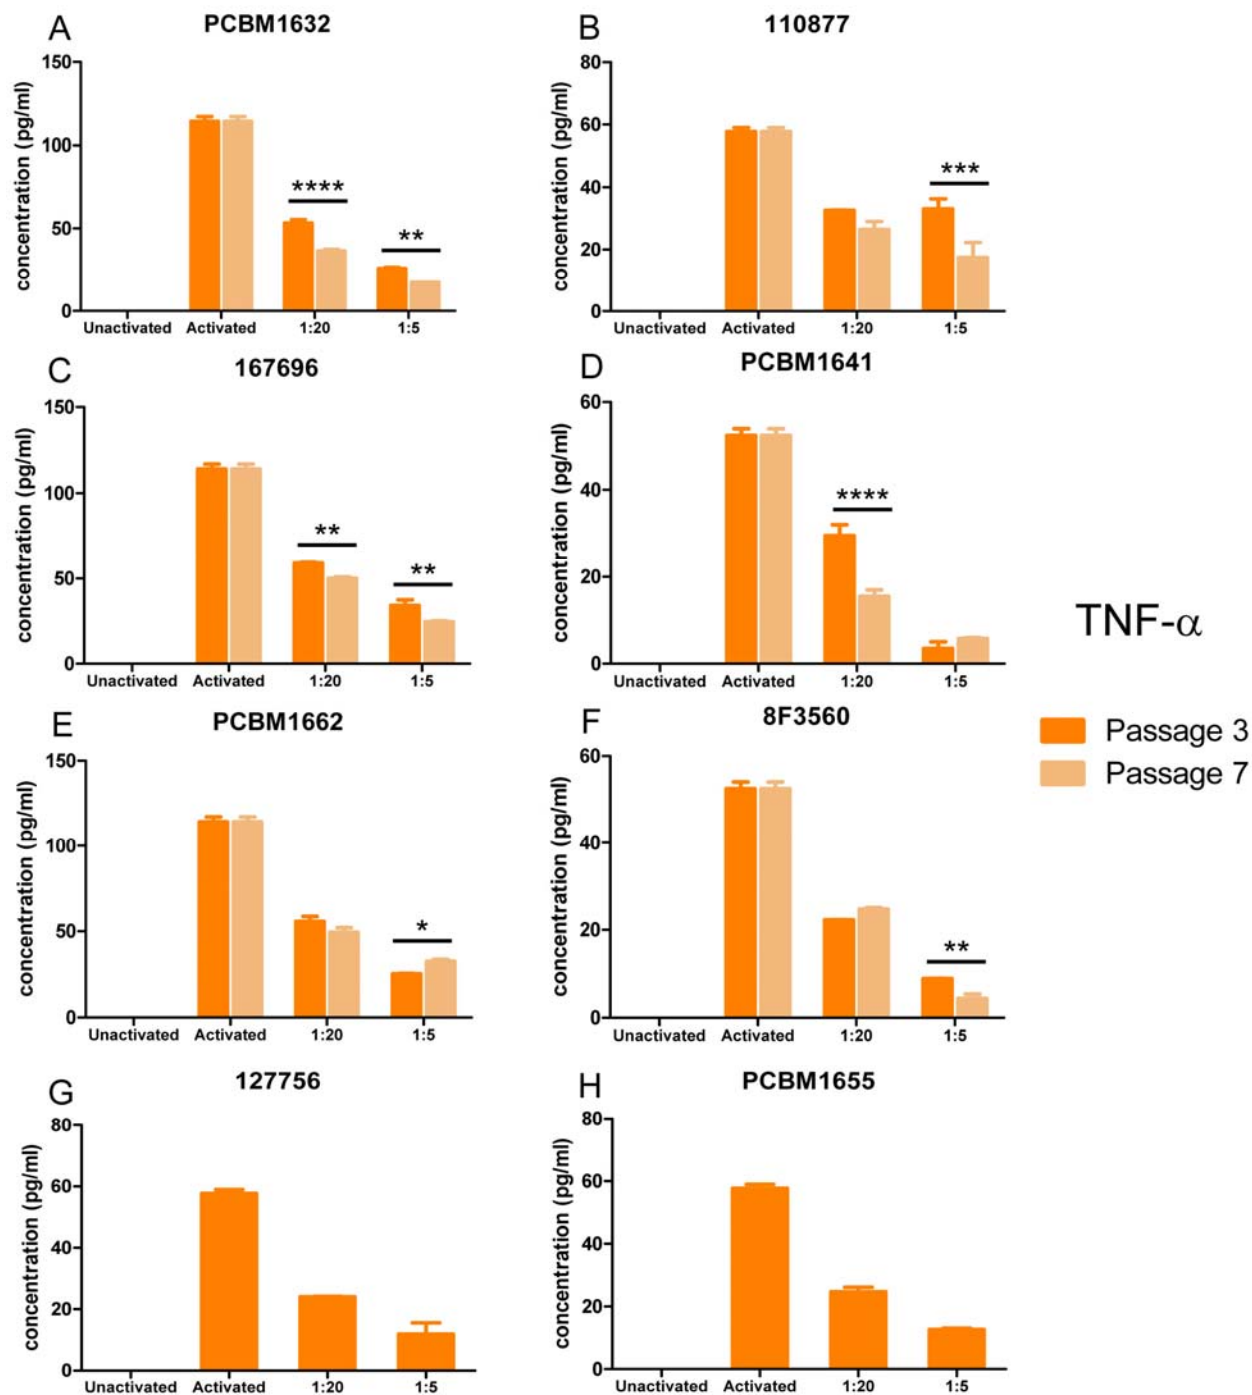 A
PCBM1632
concentration (pg/ml)
150
100
50
0
****
**
Unactivated Activated 1:20 1:5
B
110877
concentration (pg/ml)
80
60
40
20
0
***
Unactivated Activated 1:20 1:5
C
167696
concentration (pg/ml)
150
100
50
0
**
**
Unactivated Activated 1:20 1:5
D
PCBM1641
concentration (pg/ml)
60
40
20
0
****
Unactivated Activated 1:20 1:5
E
PCBM1662
concentration (pg/ml)
150
100
50
0
*
Unactivated Activated 1:20 1:5
F
8F3560
concentration (pg/ml)
60
40
20
0
**
Unactivated Activated 1:20 1:5
G
127756
concentration (pg/ml)
80
60
40
20
0
Unactivated Activated 1:20 1:5
H
PCBM1655
concentration (pg/ml)
80
60
40
20
0
Unactivated Activated 1:20 1:5
TNF-α
Passage 3
Passage 7